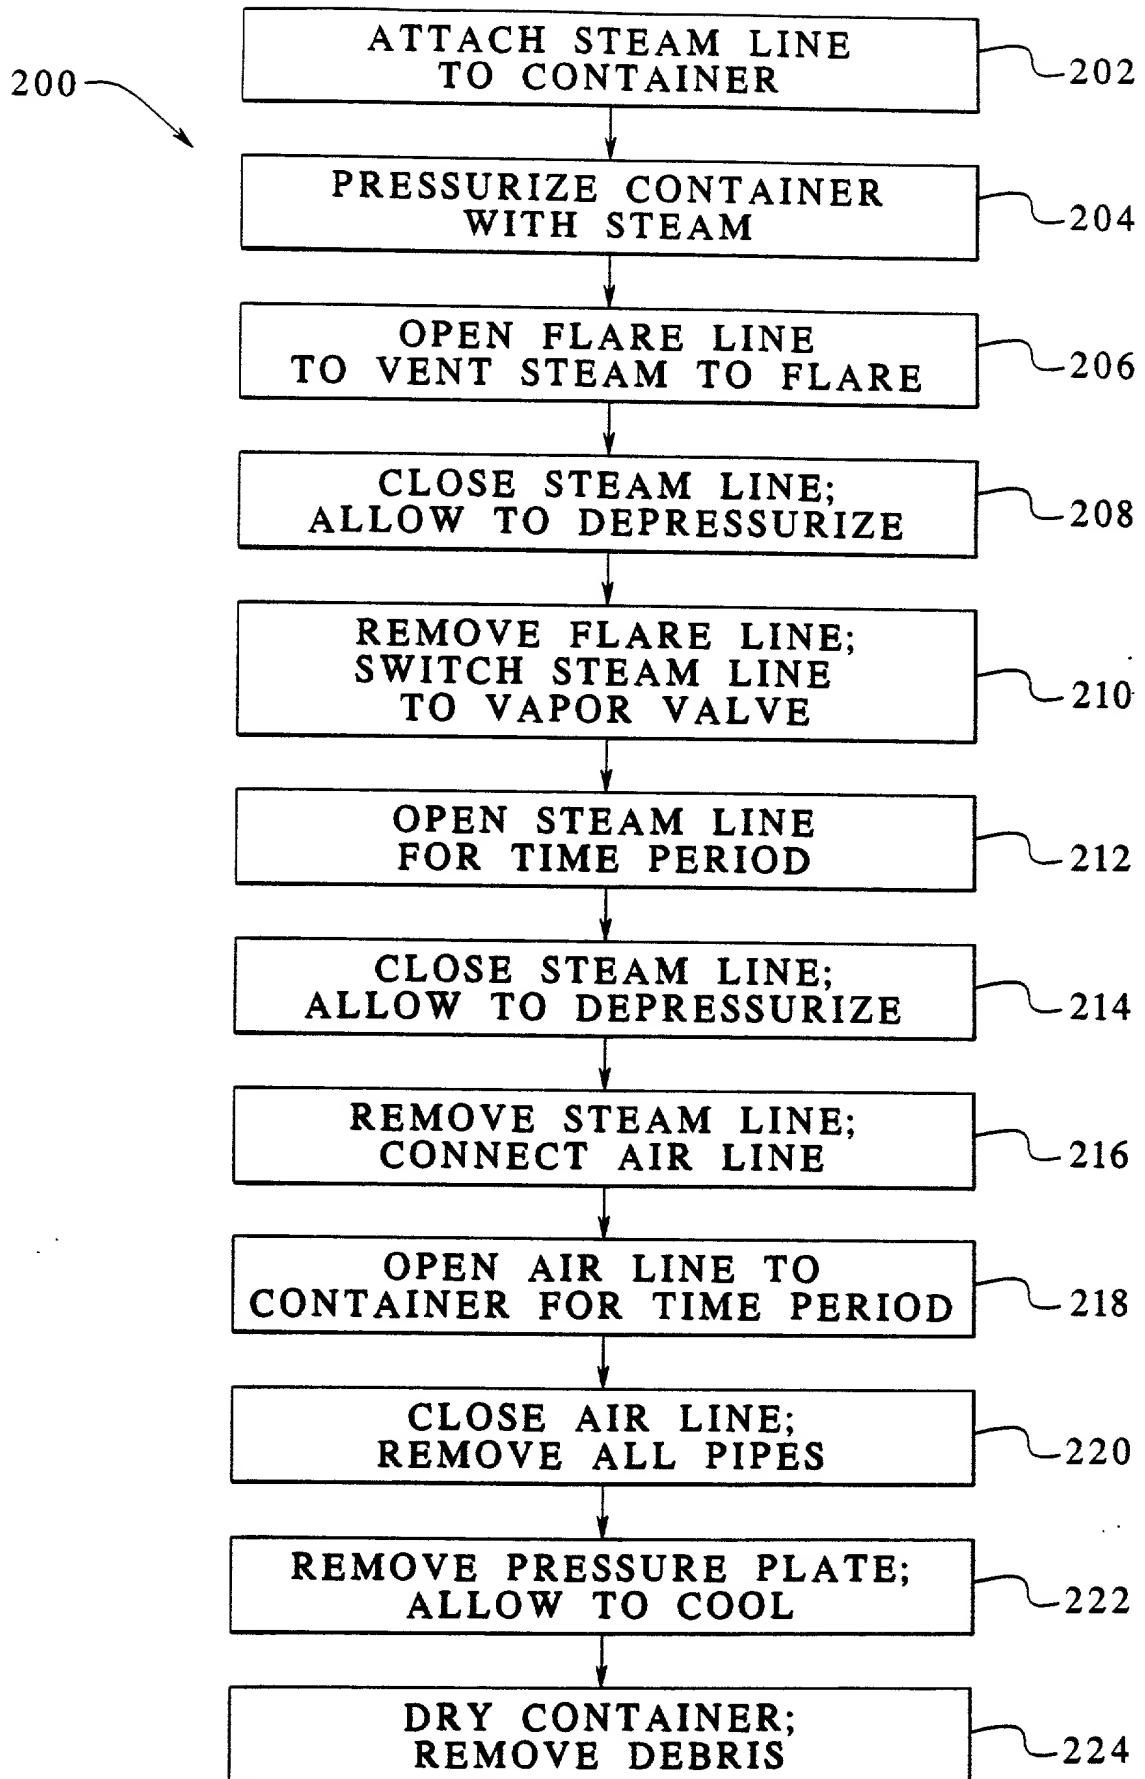 200
ATTACH STEAM LINE
TO CONTAINER
202
PRESSURIZE CONTAINER
WITH STEAM
204
OPEN FLARE LINE
TO VENT STEAM TO FLARE
206
CLOSE STEAM LINE;
ALLOW TO DEPRESSURIZE
208
REMOVE FLARE LINE;
SWITCH STEAM LINE
TO VAPOR VALVE
210
OPEN STEAM LINE
FOR TIME PERIOD
212
CLOSE STEAM LINE;
ALLOW TO DEPRESSURIZE
214
REMOVE STEAM LINE;
CONNECT AIR LINE
216
OPEN AIR LINE TO
CONTAINER FOR TIME PERIOD
218
CLOSE AIR LINE;
REMOVE ALL PIPES
220
REMOVE PRESSURE PLATE;
ALLOW TO COOL
222
DRY CONTAINER;
REMOVE DEBRIS
224